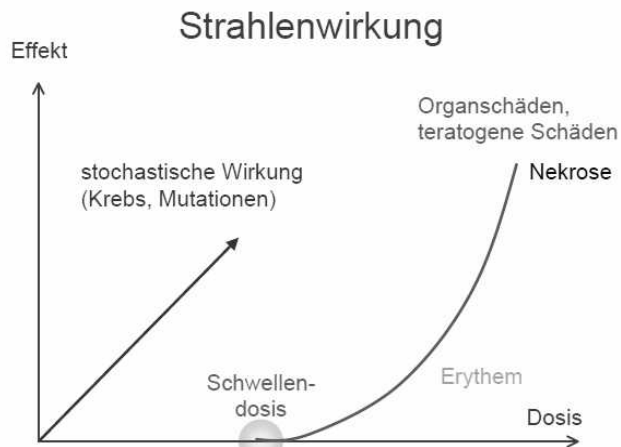 Strahlenwirkung
Effekt
Organschäden,
teratogene Schäden
stochastische Wirkung
(Krebs, Mutationen)
Nekrose
Schwellen-
dosis
Erythem
Dosis